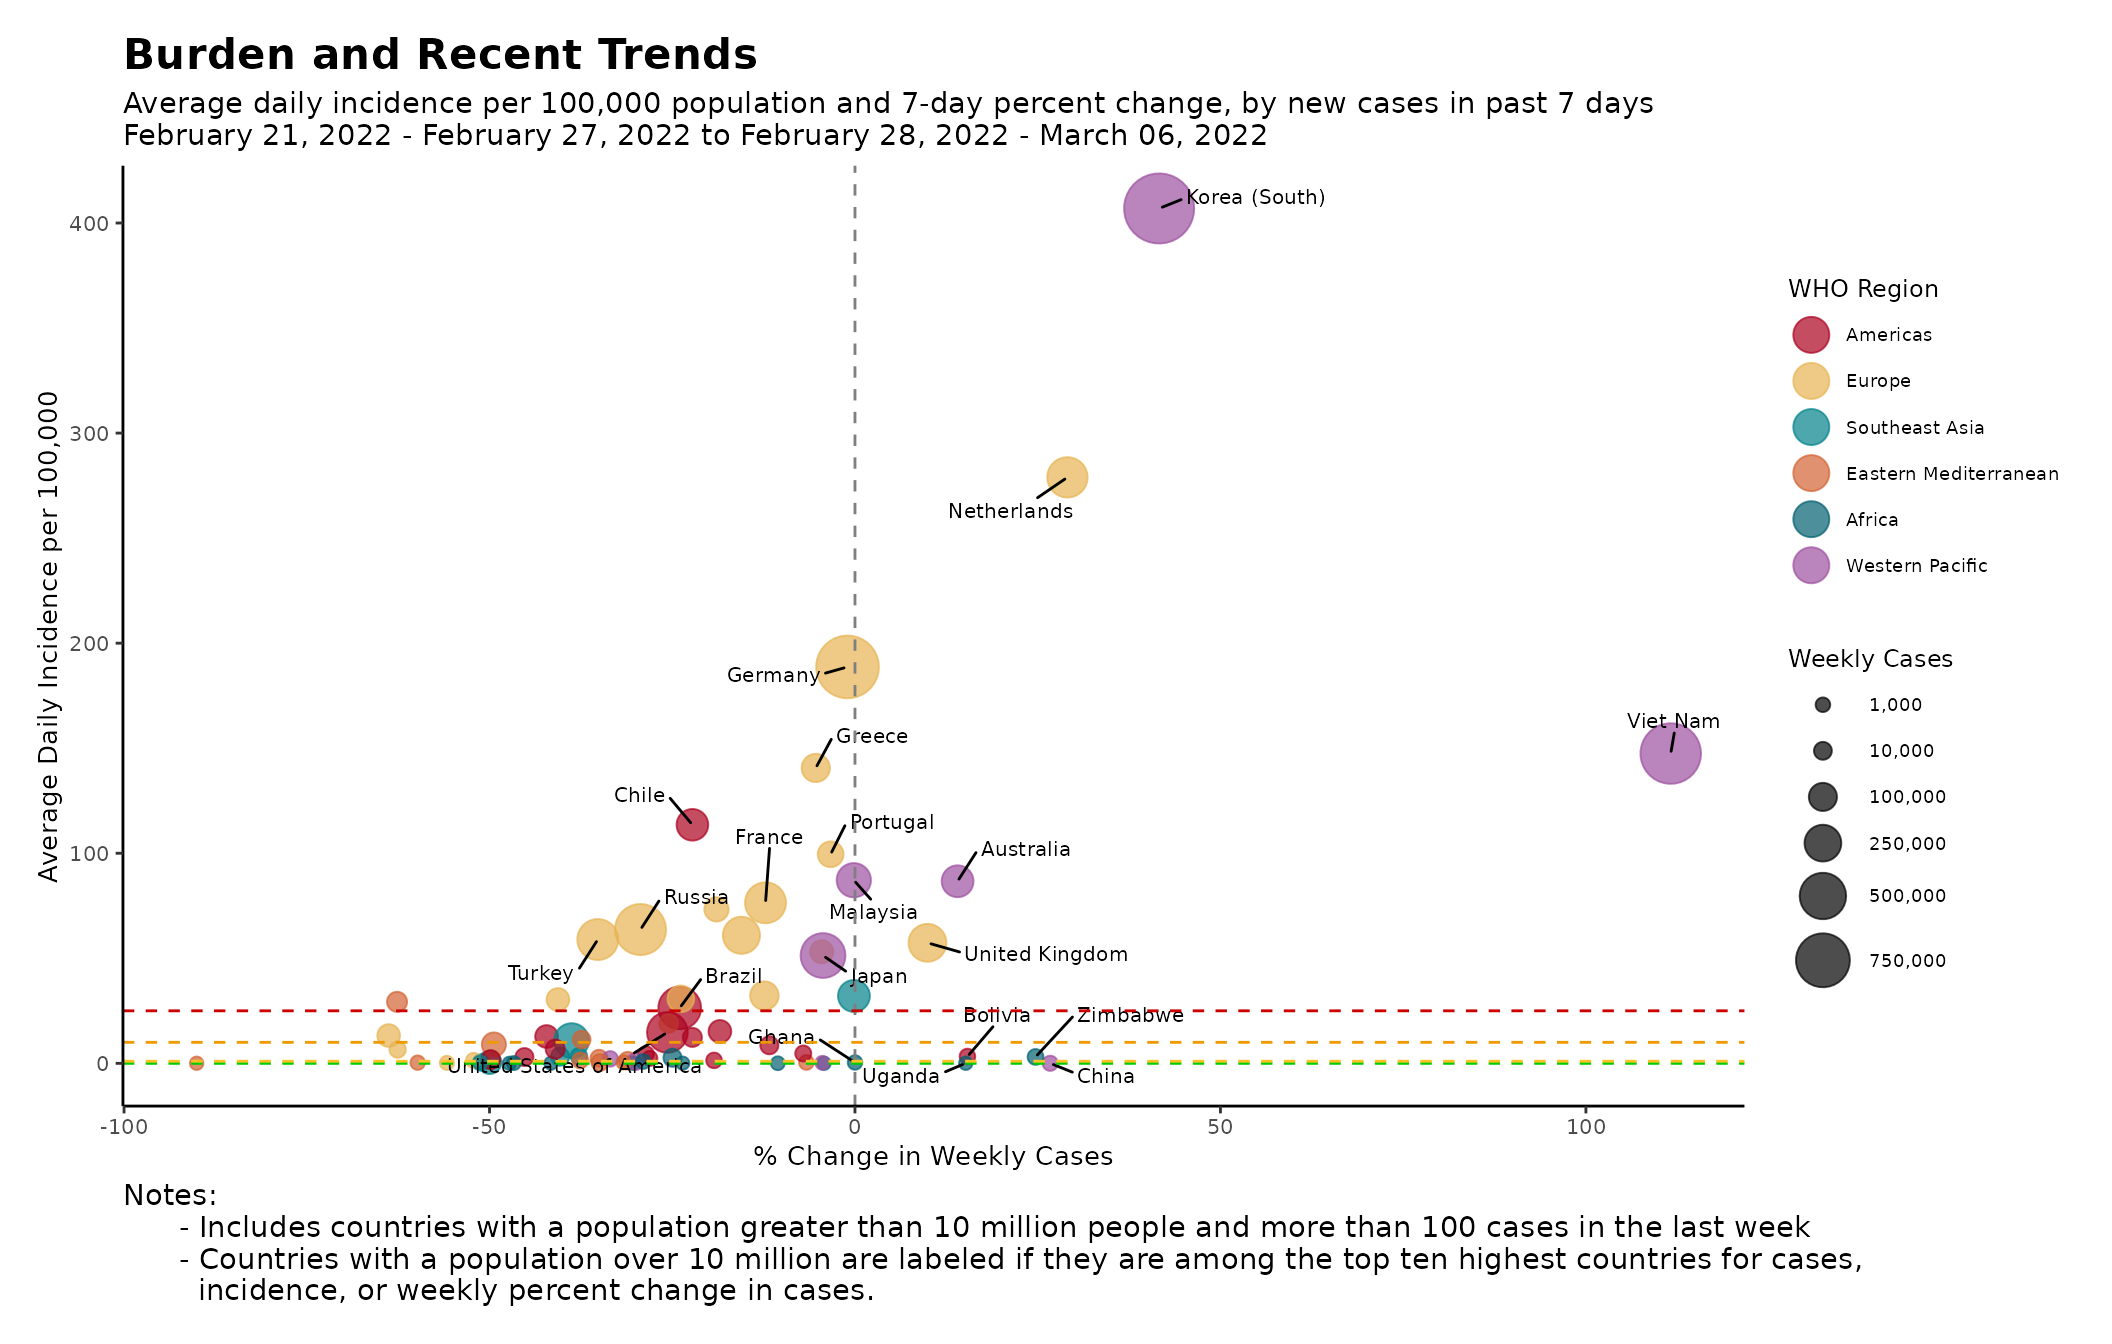 Burden and Recent Trends
Average daily incidence per 100,000 population and 7-day percent change, by new cases in past 7 days
February 21, 2022 - February 27, 2022 to February 28, 2022 - March 06, 2022
Average Daily Incidence per 100,000
400
300
200
100
0
Korea (South)
Netherlands
Germany
Viet Nam
Greece
Chile
Portugal
France
Australia
Russia
Malaysia
United Kingdom
Turkey
Brazil
Japan
Bolivia
Zimbabwe
Ghana
United States of America
Uganda
China
-100
-50
0
50
100
% Change in Weekly Cases
WHO Region
Americas
Europe
Southeast Asia
Eastern Mediterranean
Africa
Western Pacific
Weekly Cases
1,000
10,000
100,000
250,000
500,000
750,000
Notes:
- Includes countries with a population greater than 10 million people and more than 100 cases in the last week
- Countries with a population over 10 million are labeled if they are among the top ten highest countries for cases,
incidence, or weekly percent change in cases.